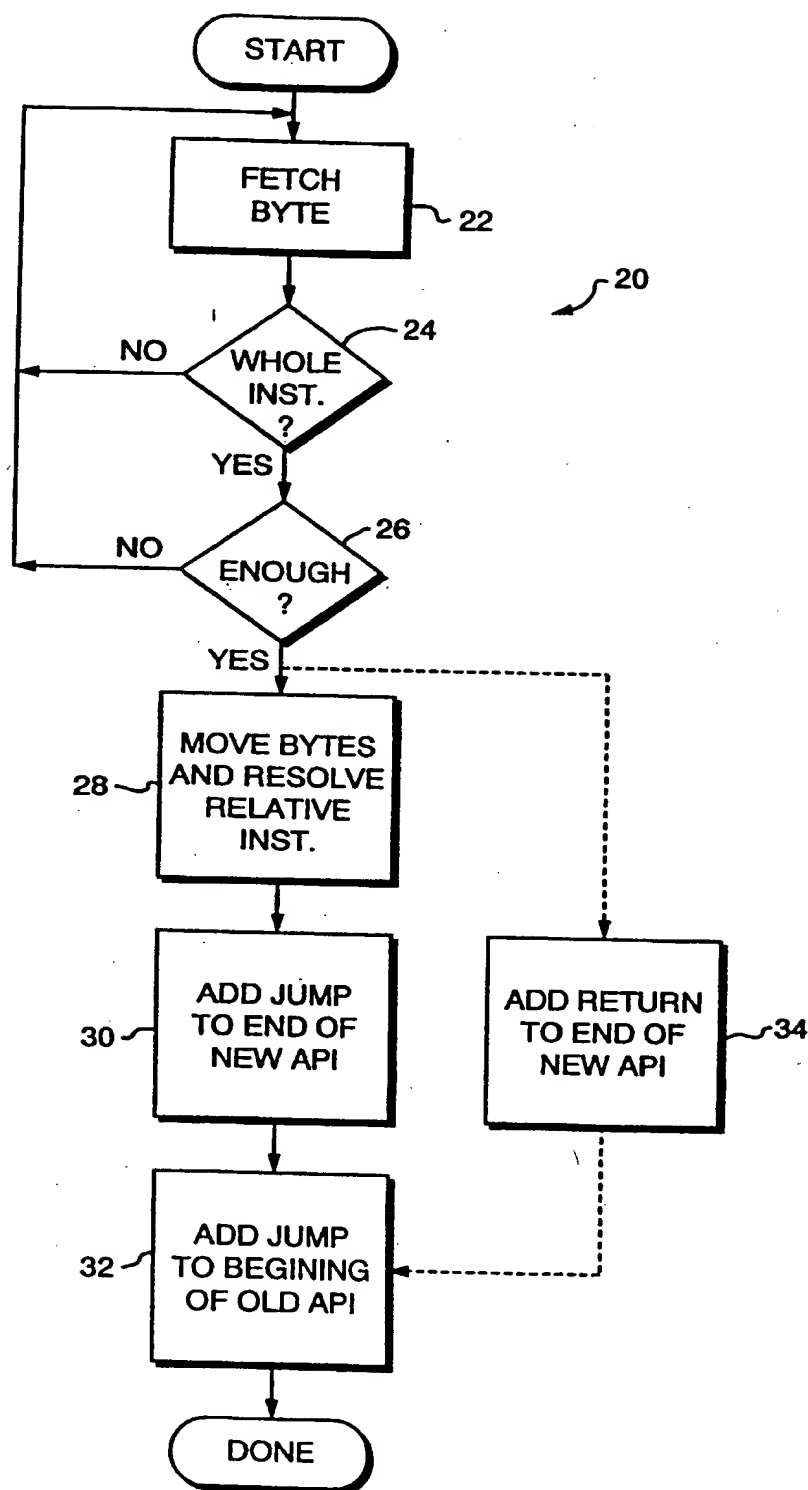 START
FETCH
BYTE
22
20
24
NO
WHOLE
INST.
?
YES
26
NO
ENOUGH
?
YES
28
MOVE BYTES
AND RESOLVE
RELATIVE
INST.
30
ADD JUMP
TO END OF
NEW API
ADD RETURN
TO END OF
NEW API
34
32
ADD JUMP
TO BEGINING
OF OLD API
DONE